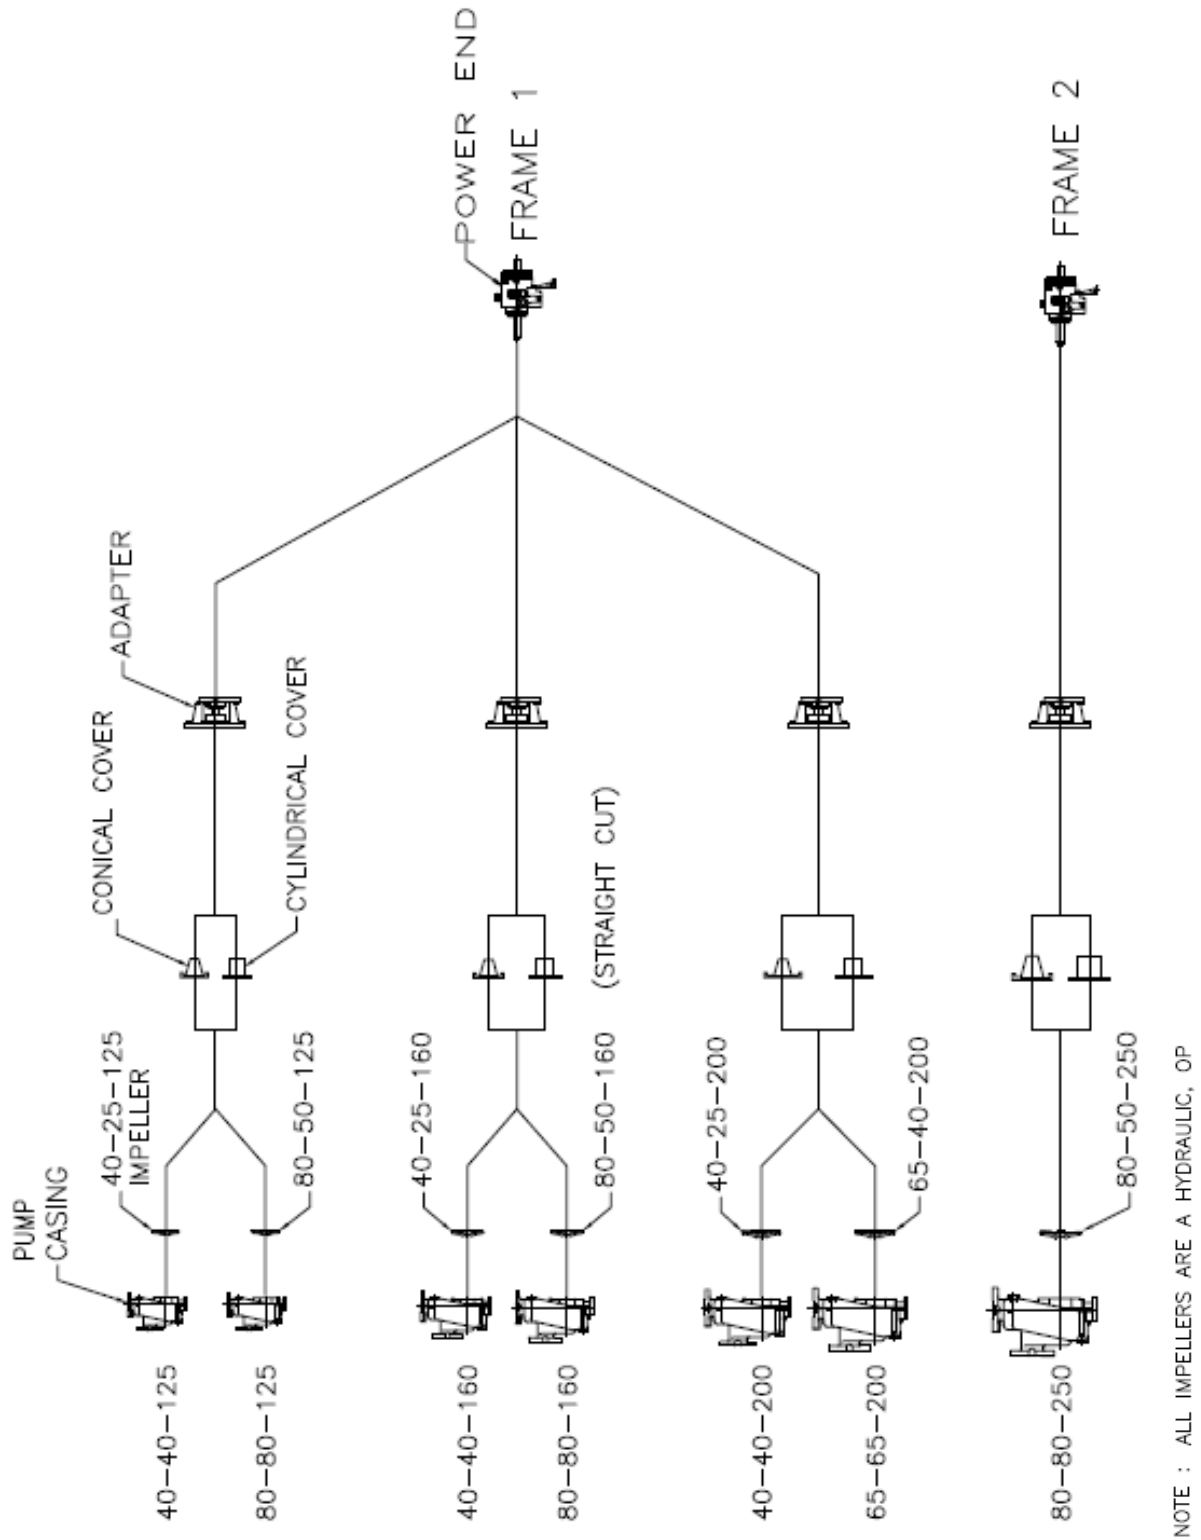 PUMP
CASING
40-25-125
IMPELLER
CONICAL COVER
ADAPTER
POWER END
FRAME 1
40-40-125
80-80-125
80-50-125
CYLINDRICAL COVER
40-40-160
40-25-160
80-80-160
80-50-160 (STRAIGHT CUT)
40-40-200
40-25-200
65-65-200
65-40-200
80-80-250
80-50-250
FRAME 2
NOTE : ALL IMPELLERS ARE A HYDRAULIC, OP